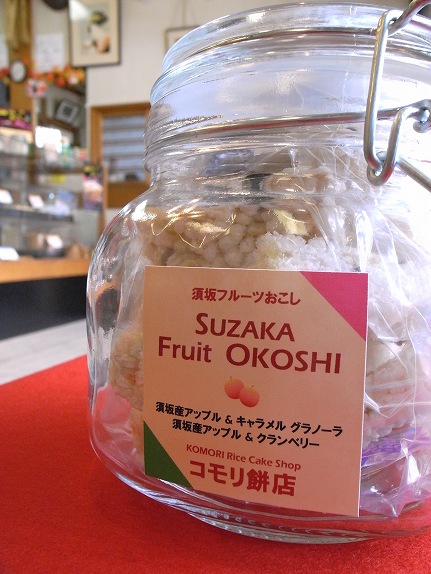 須坂フルーツおこし
SUZAKA
Fruit OKOSHI
須坂産アップル & キャラメル グラノーラ
須坂産アップル & クランベリー
KOMORI Rice Cake Shop
コモリ餅店